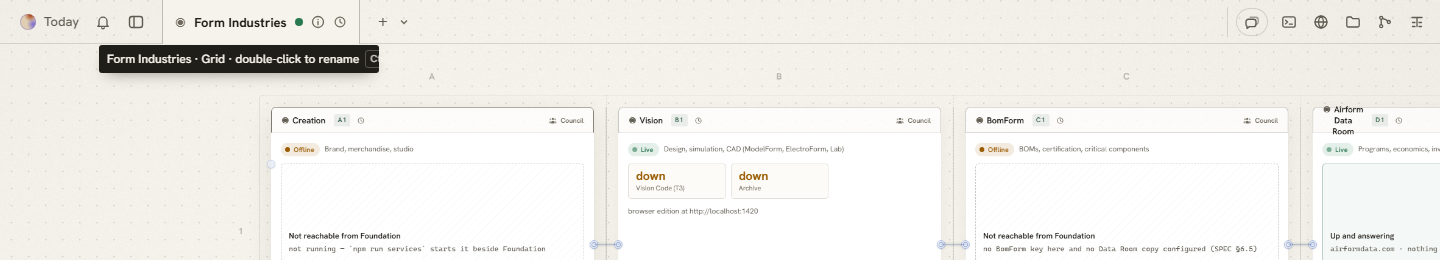 Today
Form Industries
Form Industries · Grid · double-click to rename
A
B
C
Creation A1
Council
Vision B1
Council
BomForm C1
Council
Airform
Data
Room
D1
Offline Brand, merchandise, studio
Live Design, simulation, CAD (ModelForm, ElectroForm, Lab)
Offline BOMs, certification, critical components
Live Programs, economics,
down
Vision Code (T3)
down
Archive
browser edition at http://localhost:1420
1
Not reachable from Foundation
not running — `npm run services` starts it beside Foundation
Not reachable from Foundation
no BomForm key here and no Data Room copy configured (SPEC §6.5)
Up and answering
airformdata.com · nothing